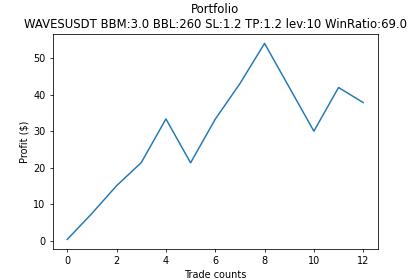 Portfolio
WAVESUSDT BBM:3.0 BBL:260 SL:1.2 TP:1.2 lev:10 WinRatio:69.0
Profit ($)
50
40
30
20
10
0
0 2 4 6 8 10 12
Trade counts